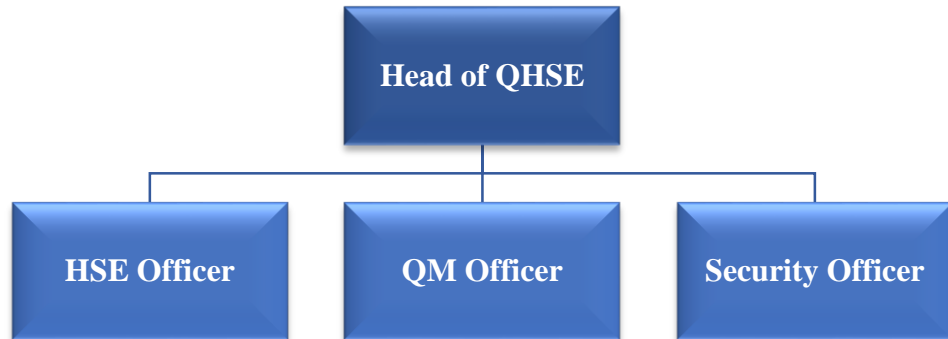 Head of QHSE
HSE Officer
QM Officer
Security Officer